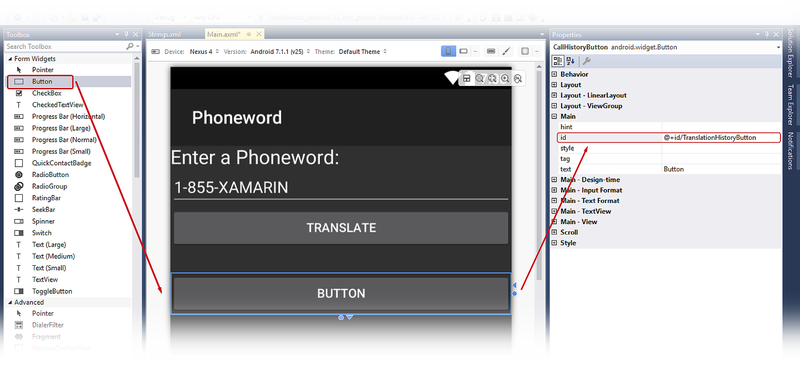 Toolbox
Search Toolbox
Form Widgets
Pointer
Button
CheckBox
CheckedTextView
Progress Bar (Horizontal)
Progress Bar (Large)
Progress Bar (Normal)
Progress Bar (Small)
QuickContactBadge
RadioButton
RadioGroup
RatingBar
SeekBar
Spinner
Switch
Text (Large)
Text (Medium)
Text (Small)
TextView
ToggleButton
Advanced
Pointer
DialerFilter
Fragment
Strings.xml
Main.axml*
Device: Nexus 4 Version: Android 7.1.1 (v25) Theme: Default Theme
Phoneword
Enter a Phoneword:
1-855-XAMARIN
TRANSLATE
BUTTON
Properties
CallHistoryButton android.widget.Button
Behavior
Layout
Layout - LinearLayout
Layout - ViewGroup
Main
hint
id @+id/TranslationHistoryButton
style
tag
text Button
Main - Design-time
Main - Input Format
Main - Text Format
Main - TextView
Main - View
Scroll
Style
Solution Explorer
Team Explorer
Notifications